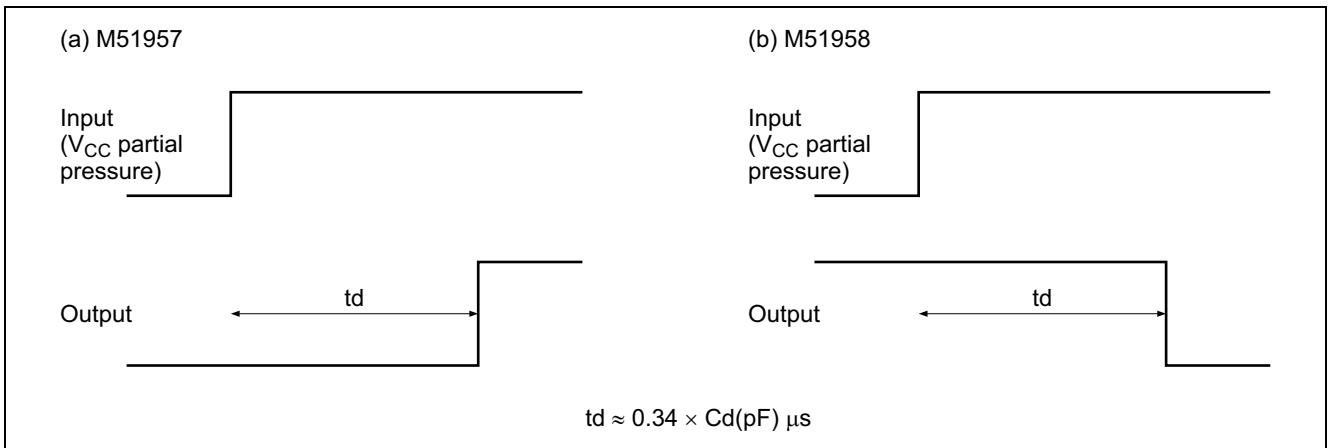 (a) M51957
Input
(VCC partial
pressure)
td
Output
(b) M51958
Input
(VCC partial
pressure)
td
Output
td ≈ 0.34 × Cd(pF) μs